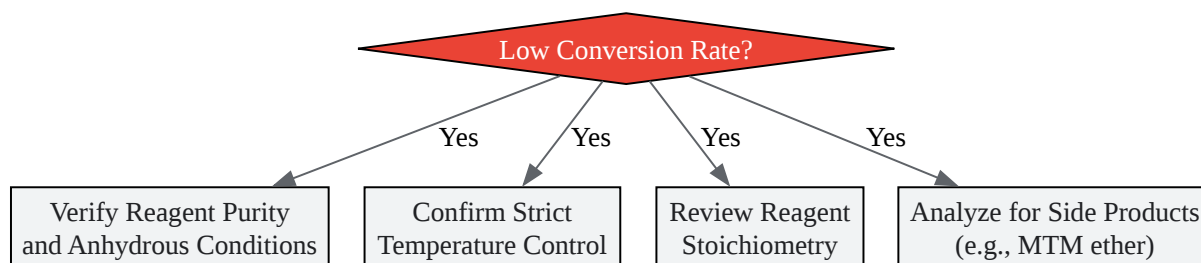 Low Conversion Rate?
Yes
Yes
Yes
Yes
Verify Reagent Purity
and Anhydrous Conditions
Confirm Strict
Temperature Control
Review Reagent
Stoichiometry
Analyze for Side Products
(e.g., MTM ether)